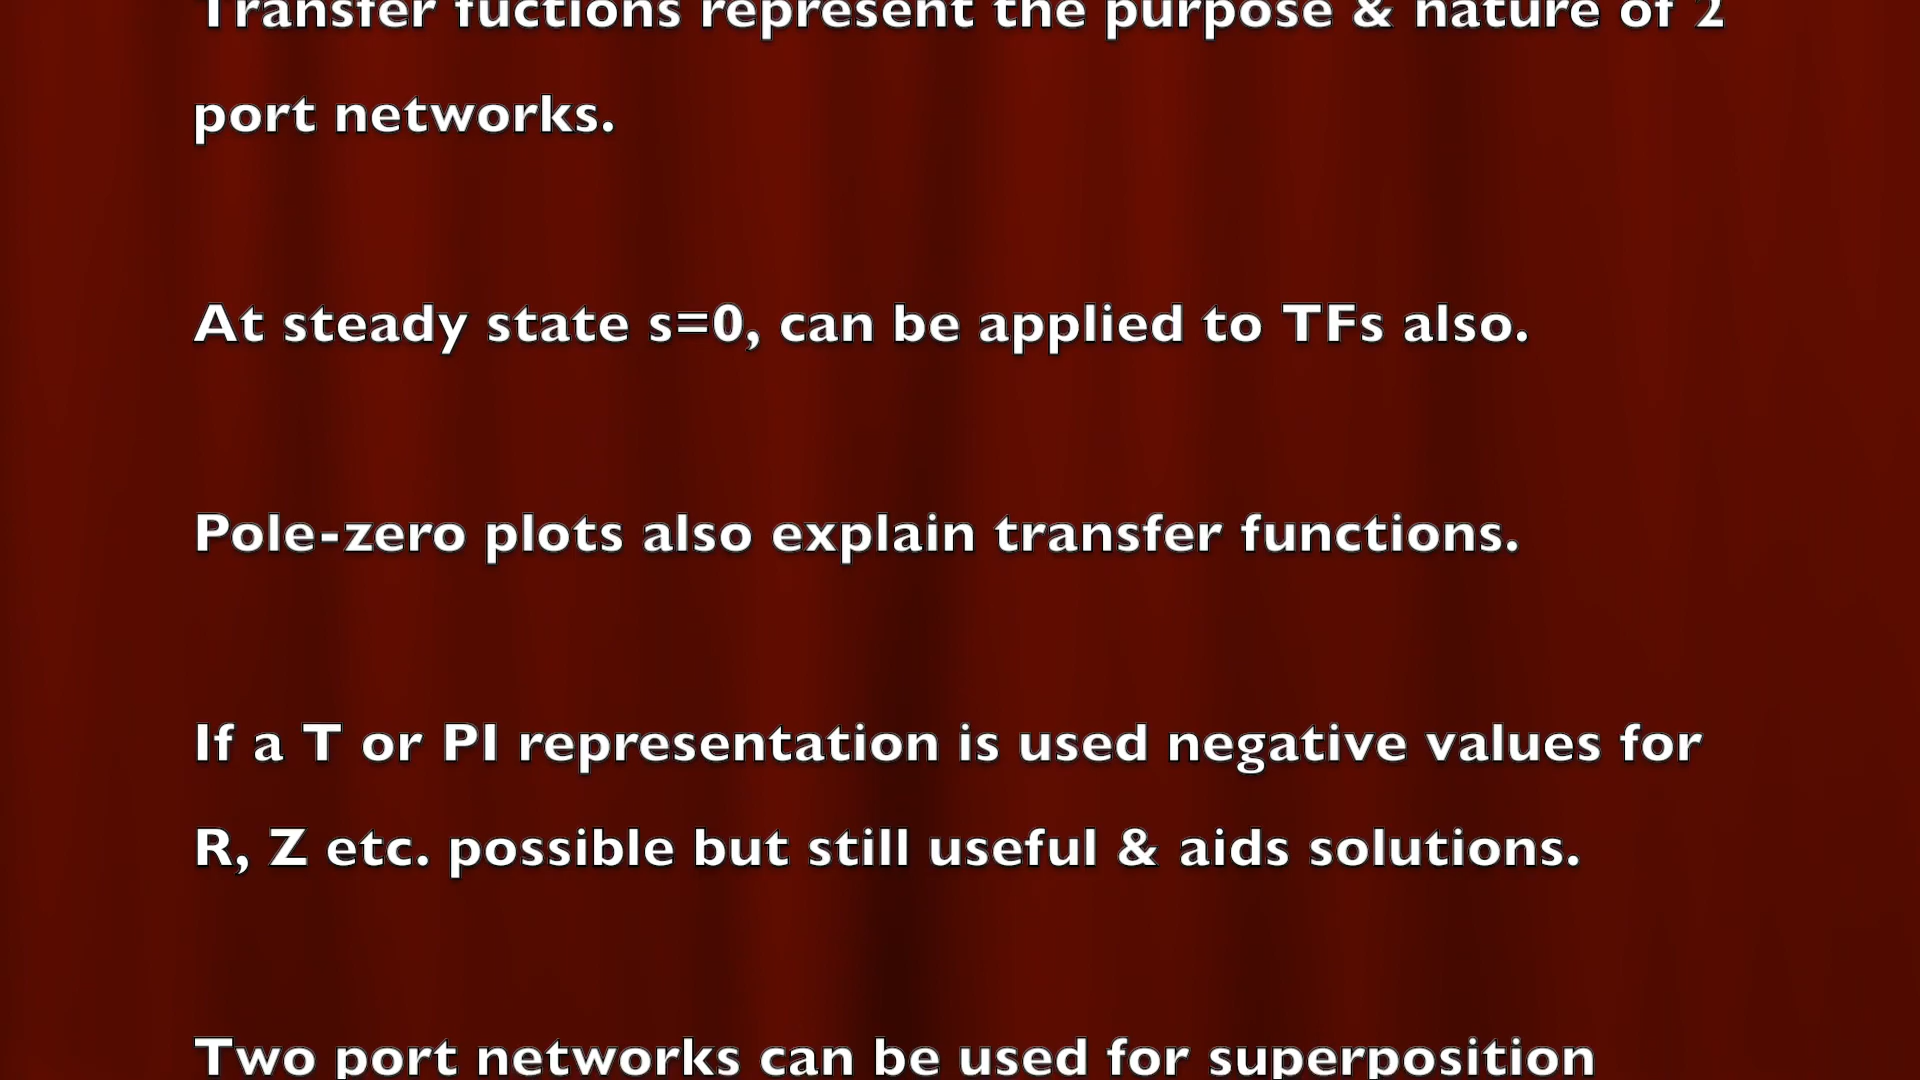 Transfer fuctions represent the purpose & nature of 2
port networks.
At steady state s=0, can be applied to TFs also.
Pole-zero plots also explain transfer functions.
If a T or PI representation is used negative values for
R, Z etc. possible but still useful & aids solutions.
Two port networks can be used for superposition